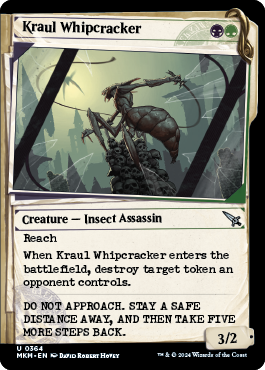 Kraul Whipcracker
Creature — Insect Assassin
Reach
When Kraul Whipcracker enters the
battlefield, destroy target token an
opponent controls.
DO NOT APPROACH. STAY A SAFE
DISTANCE AWAY, AND THEN TAKE FIVE
MORE STEPS BACK.
3/2
U 0364
MKM • EN DAVID ROBERT HOVEY
™ & © 2024 Wizards of the Coast